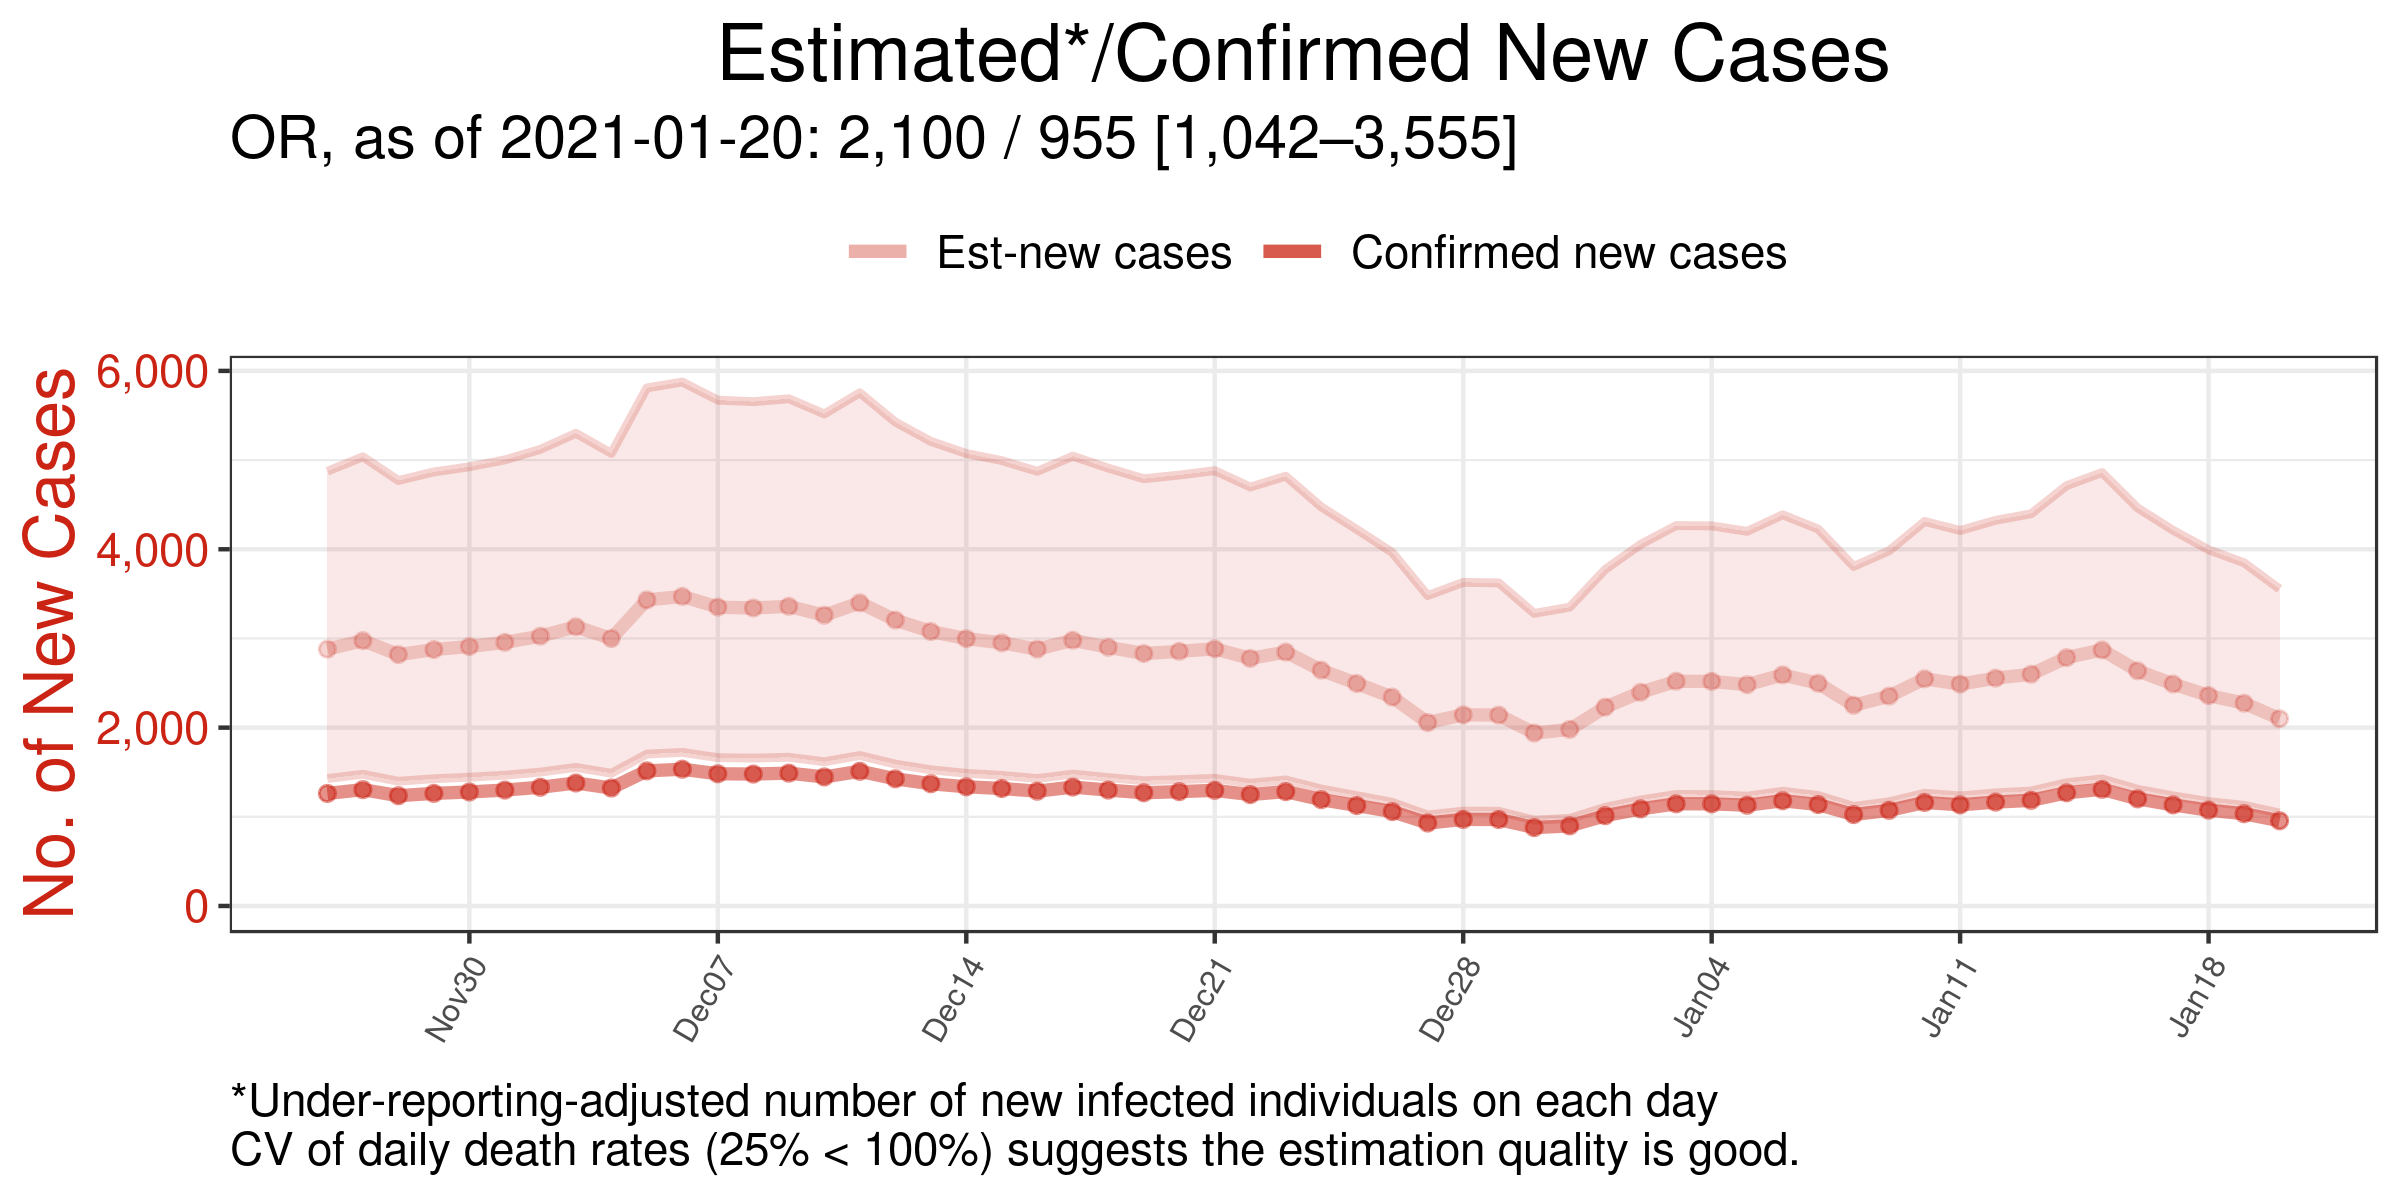 Estimated*/Confirmed New Cases
OR, as of 2021-01-20: 2,100 / 955 [1,042–3,555]
Est-new cases
Confirmed new cases
No. of New Cases
6,000
4,000
2,000
0
Nov30
Dec07
Dec14
Dec21
Dec28
Jan04
Jan11
Jan18
*Under-reporting-adjusted number of new infected individuals on each day
CV of daily death rates (25% < 100%) suggests the estimation quality is good.